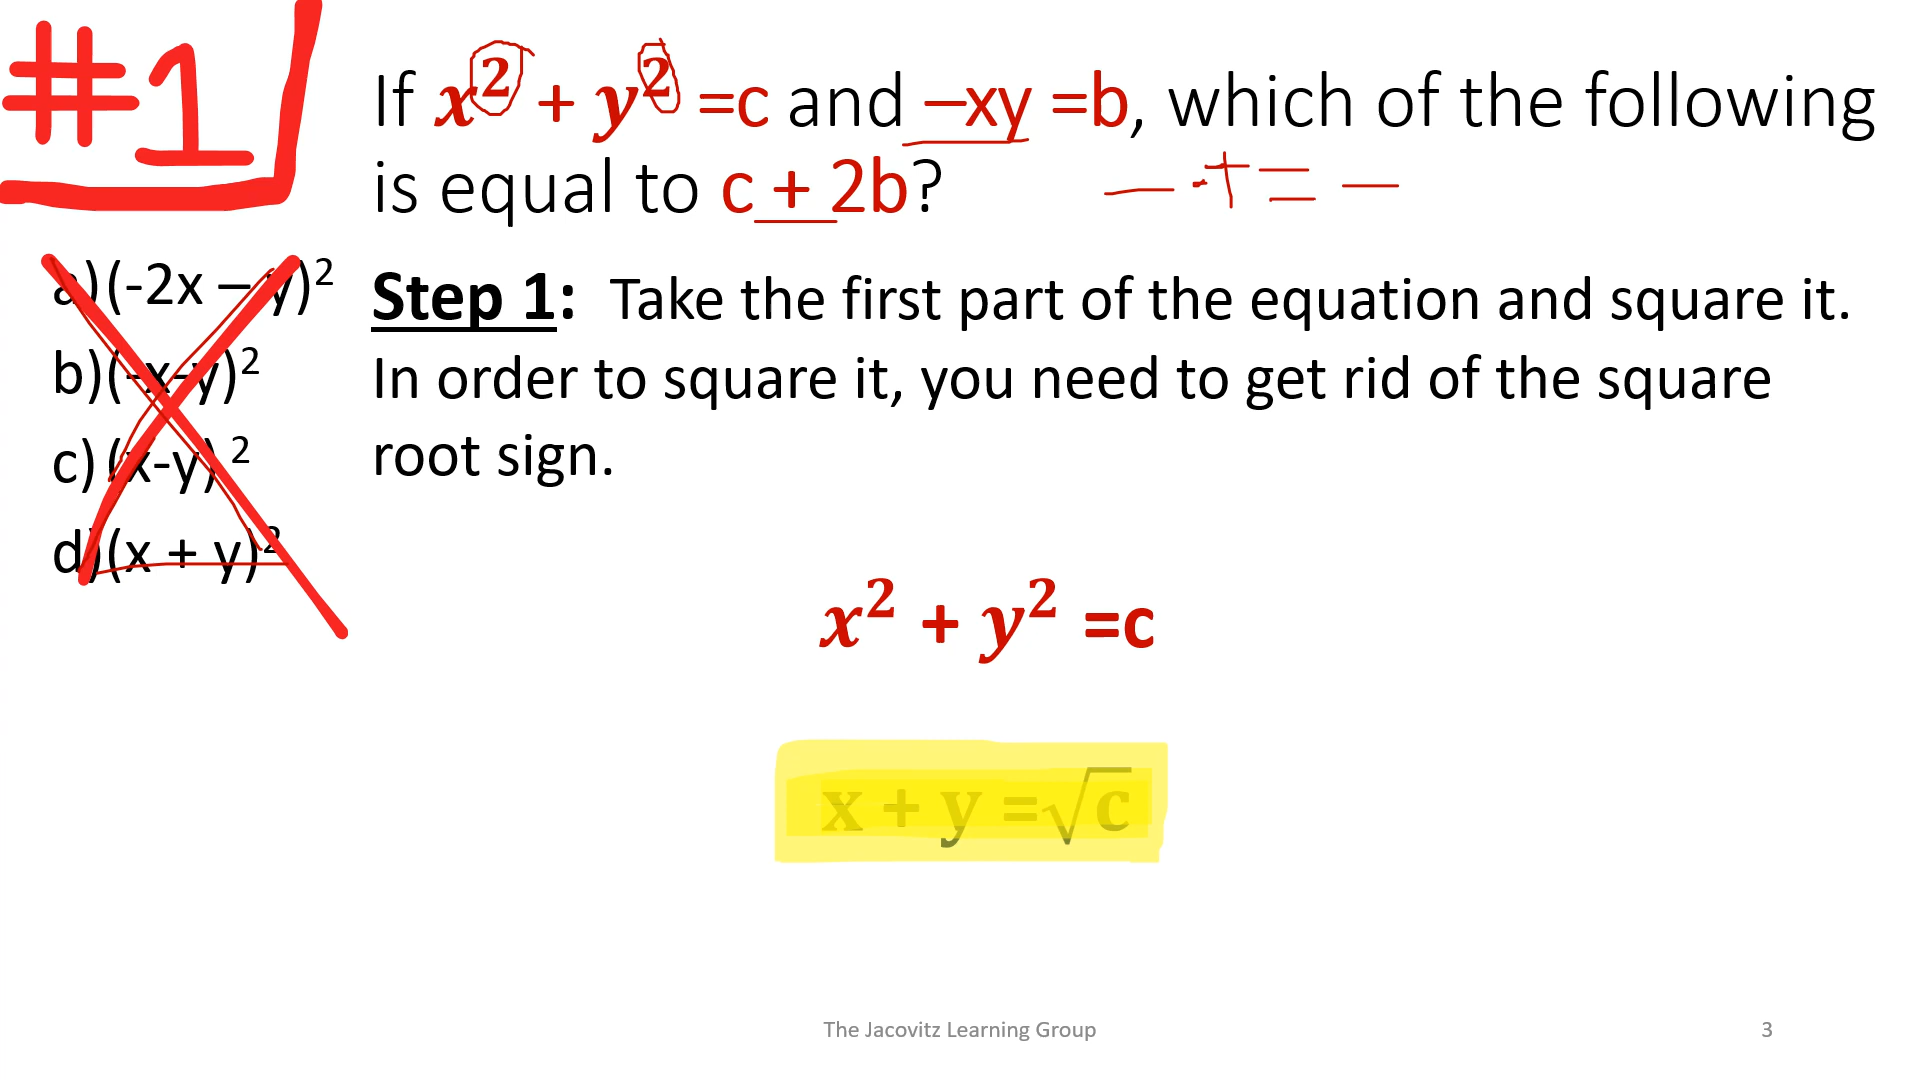 #1
If x² + y² =c and –xy =b, which of the following
is equal to c + 2b?
– + = –
a)(-2x – y)²
b)(-x-y)²
c) (x-y) ²
d)(x + y)²
Step 1: Take the first part of the equation and square it.
In order to square it, you need to get rid of the square
root sign.
x² + y² =c
x + y =√c
The Jacovitz Learning Group
3